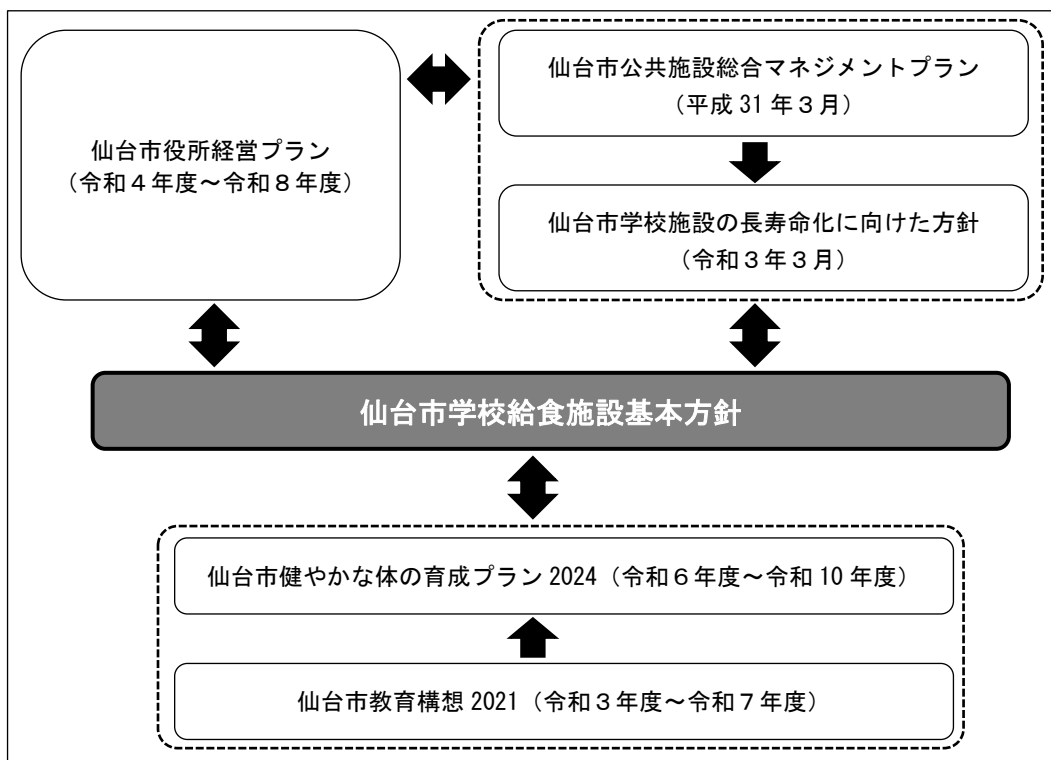 仙台市役所経営プラン
（令和４年度～令和８年度）
仙台市公共施設総合マネジメントプラン
（平成 31 年３月）
仙台市学校施設の長寿命化に向けた方針
（令和３年３月）
仙台市学校給食施設基本方針
仙台市健やかな体の育成プラン 2024（令和６年度～令和 10 年度）
仙台市教育構想 2021（令和３年度～令和７年度）